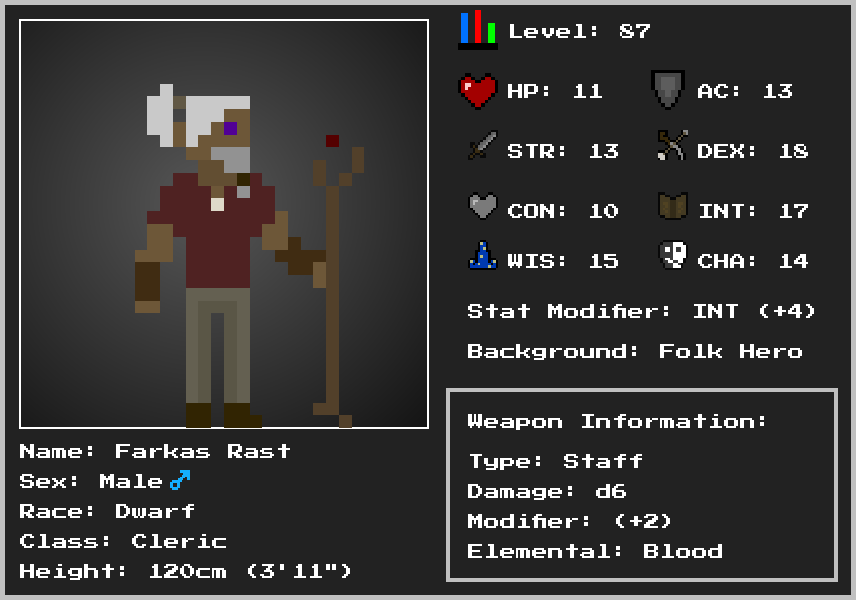 Level: 87
HP: 11 AC: 13
STR: 13 DEX: 18
CON: 10 INT: 17
WIS: 15 CHA: 14
Stat Modifier: INT (+4)
Background: Folk Hero
Weapon Information:
Type: Staff
Damage: d6
Modifier: (+2)
Elemental: Blood
Name: Farkas Rast
Sex: Male♂
Race: Dwarf
Class: Cleric
Height: 120cm (3'11")